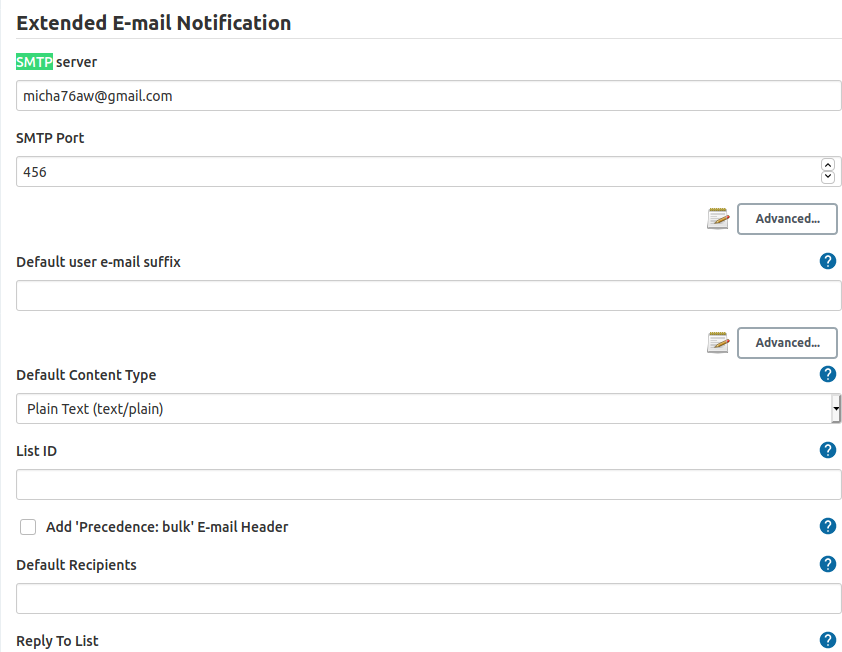 Extended E-mail Notification
SMTP server
micha76aw@gmail.com
SMTP Port
456
Advanced...
Default user e-mail suffix
?
Advanced...
Default Content Type
?
Plain Text (text/plain)
List ID
?
Add 'Precedence: bulk' E-mail Header
?
Default Recipients
?
Reply To List
?